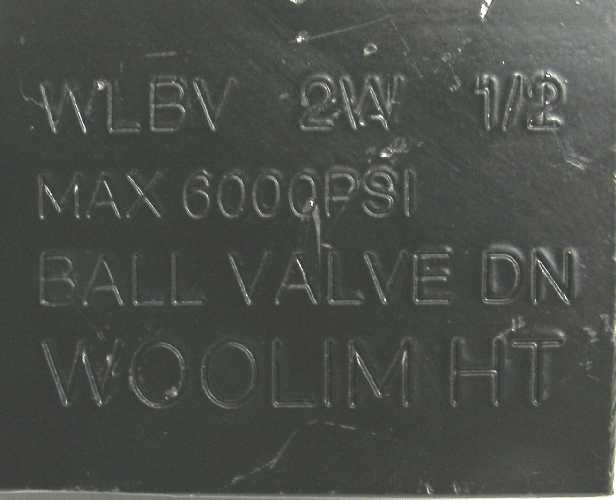 WLBV 2W 1/2
MAX 6000PSI
BALL VALVE DN
WOOLIM HT